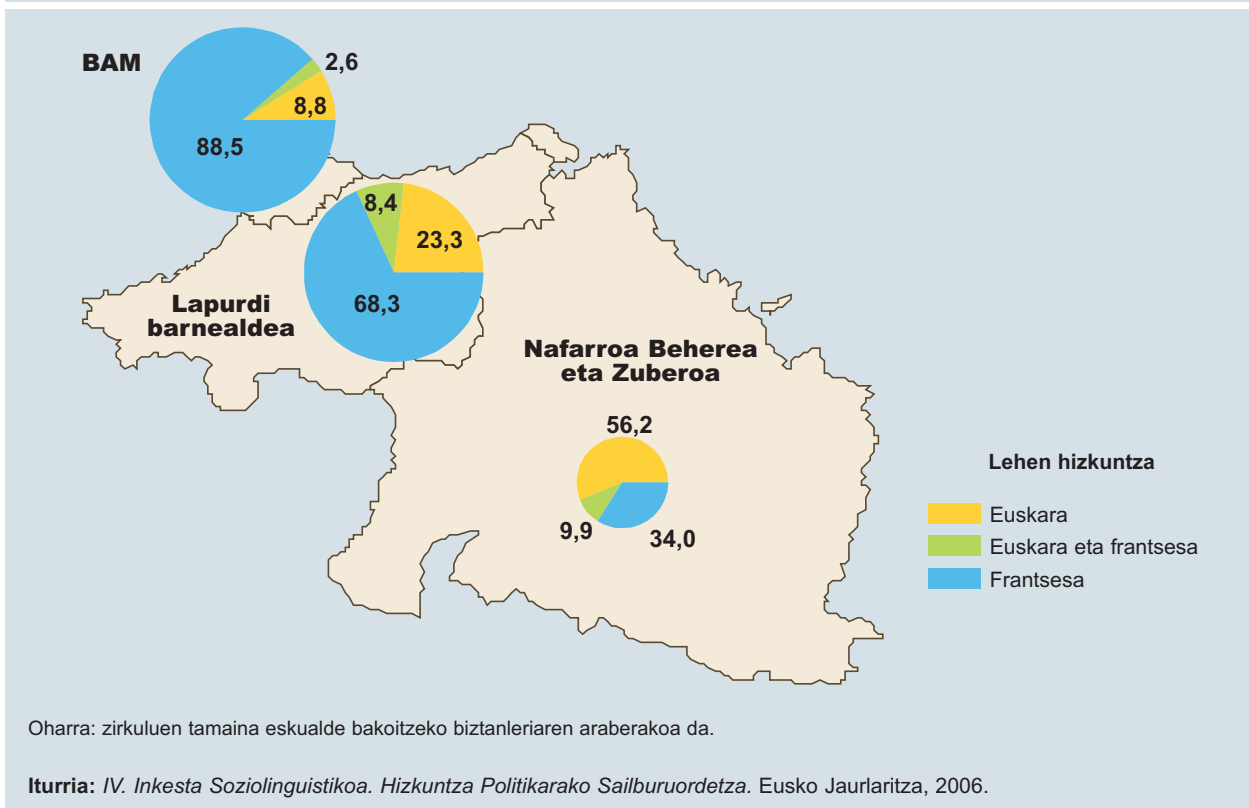 BAM
2,6
8,8
88,5
8,4
23,3
68,3
Lapurdi
barnealdea
Nafarroa Beherea
eta Zuberoa
56,2
9,9
34,0
Lehen hizkuntza
Euskara
Euskara eta frantsesa
Frantsesa
Oharra: zirkuluen tamaina eskualde bakoitzeko biztanleriaren araberakoa da.
Iturria: IV. Inkesta Soziolinguistikoa. Hizkuntza Politikarako Sailburuordetza. Eusko Jaurlaritza, 2006.